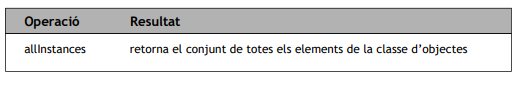 Operació Resultat
allInstances retorna el conjunt de totes els elements de la classe d'objectes